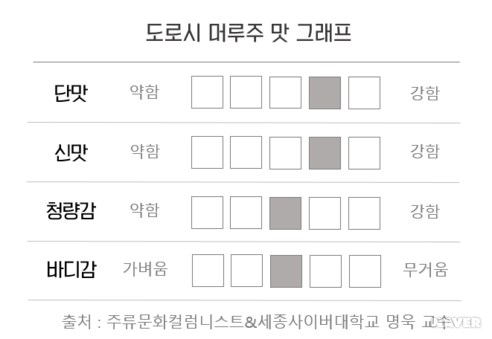 도로시 머루주 맛 그래프
단맛 약함 강함
신맛 약함 강함
청량감 약함 강함
바디감 가벼움 무거움
출처 : 주류문화컬럼니스트&세종사이버대학교 명욱 교수